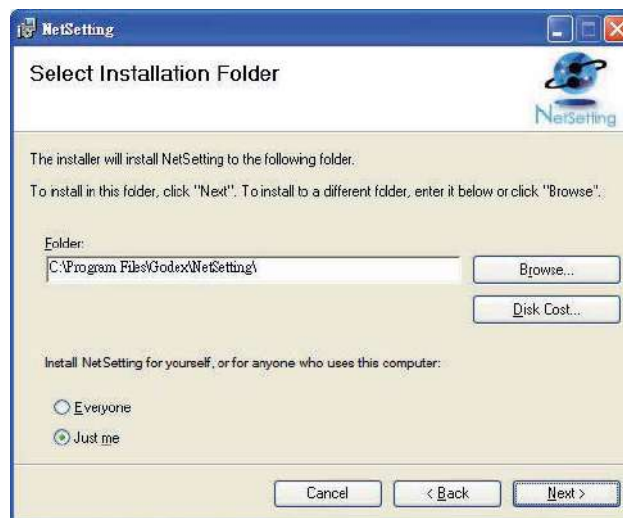 NetSetting
Select Installation Folder
NetSetting
The installer will install NetSetting to the following folder.
To install in this folder, click "Next". To install to a different folder, enter it below or click "Browse".
Folder:
C:\Program Files\Godex\NetSetting\
Browse...
Disk Cost...
Install NetSetting for yourself, or for anyone who uses this computer:
Everyone
Just me
Cancel
< Back
Next >